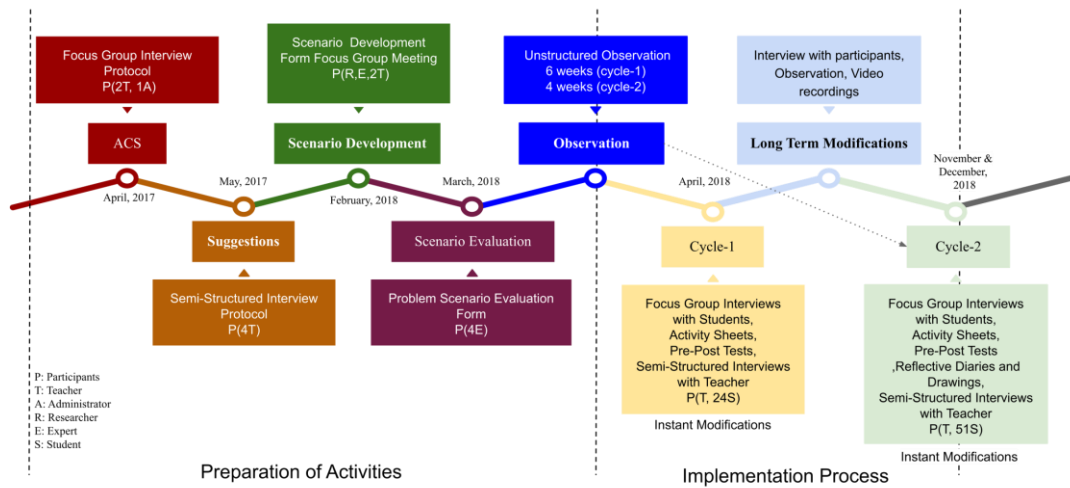 Focus Group Interview
Protocol
P(2T, 1A)
ACS
April, 2017
May, 2017
Suggestions
Semi-Structured Interview
Protocol
P(4T)
Scenario Development
Form Focus Group Meeting
P(R,E,2T)
Scenario Development
February, 2018
March, 2018
Scenario Evaluation
Problem Scenario Evaluation
Form
P(4E)
Unstructured Observation
6 weeks (cycle-1)
4 weeks (cycle-2)
Observation
April, 2018
Cycle-1
Focus Group Interviews
with Students,
Activity Sheets,
Pre-Post Tests,
Semi-Structured Interviews
with Teacher
P(T, 24S)
Instant Modifications
Interview with participants,
Observation, Video
recordings
Long Term Modifications
November &
December,
2018
Cycle-2
Focus Group Interviews
with Students,
Activity Sheets,
Pre-Post Tests
,Reflective Diaries and
Drawings,
Semi-Structured Interviews
with Teacher
P(T, 51S)
Instant Modifications
P: Participants
T: Teacher
A: Administrator
R: Researcher
E: Expert
S: Student
Preparation of Activities
Implementation Process